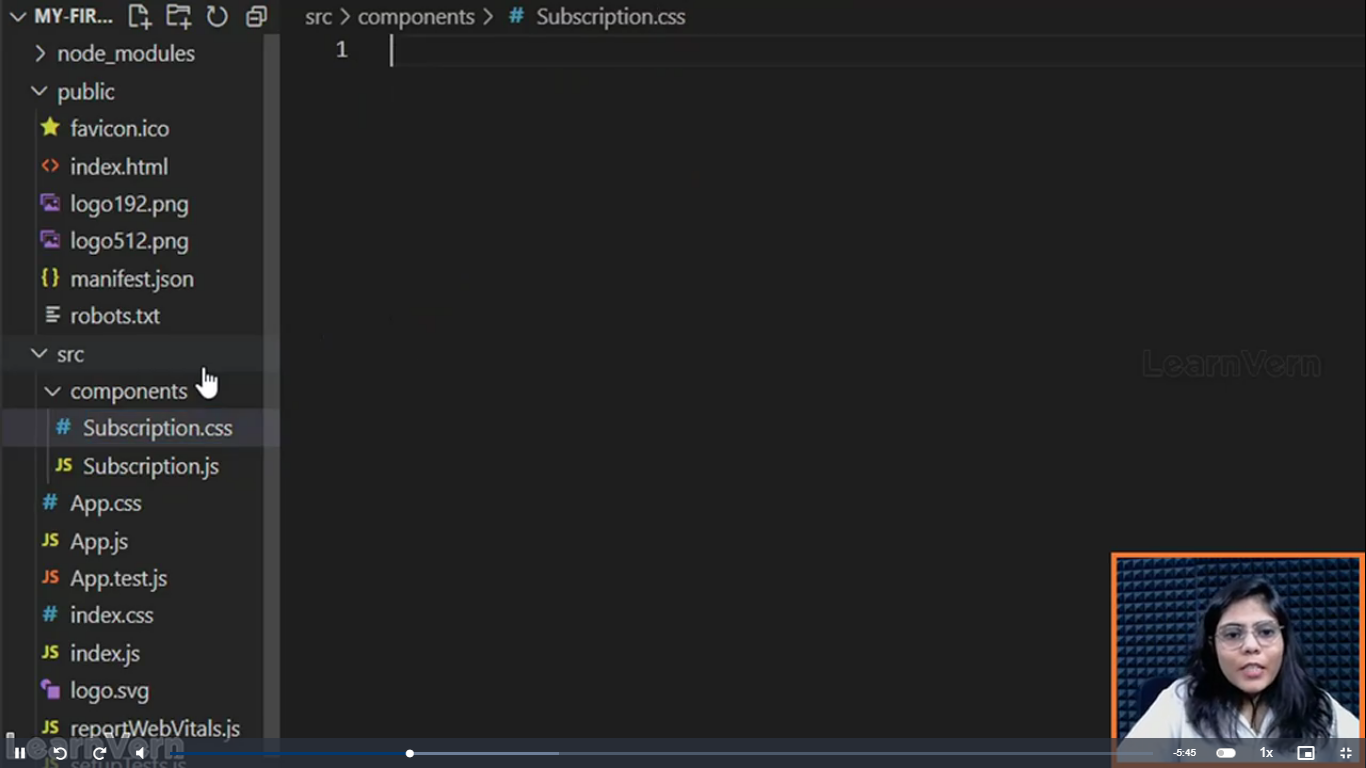 MY-FIR...
src > components > # Subscription.css
1
node_modules
public
favicon.ico
index.html
logo192.png
logo512.png
{} manifest.json
robots.txt
src
components
# Subscription.css
JS Subscription.js
# App.css
JS App.js
JS App.test.js
# index.css
JS index.js
logo.svg
JS reportWebVitals.js
setupTests.js
LearnVern
LearnVern
-5:45
1x